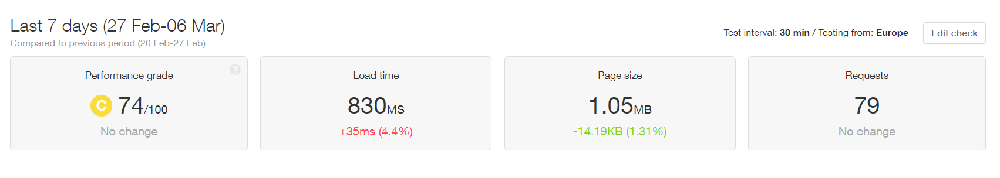 Last 7 days (27 Feb-06 Mar)
Compared to previous period (20 Feb-27 Feb)
Test interval: 30 min / Testing from: Europe
Edit check
Performance grade
?
C 74/100
No change
Load time
830MS
+35ms (4.4%)
Page size
1.05MB
-14.19KB (1.31%)
Requests
79
No change